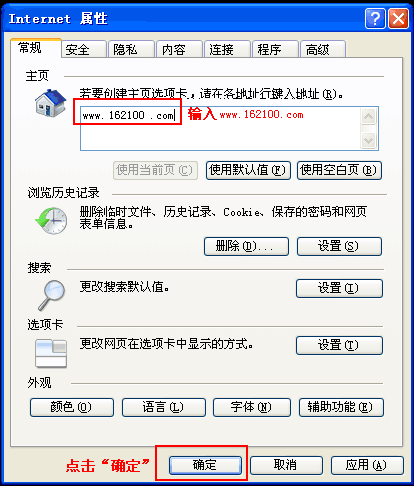 Internet 属性
常规 安全 隐私 内容 连接 程序 高级
主页
若要创建主页选项卡，请在各地址行键入地址(R)。
www.162100.com 输入 www.162100.com
使用当前页(C) 使用默认值(F) 使用空白页(B)
浏览历史记录
删除临时文件、历史记录、Cookie、保存的密码和网页
表单信息。
删除(D)... 设置(S)
搜索
更改搜索默认值。
设置(I)
选项卡
更改网页在选项卡中显示的方式。
设置(T)
外观
颜色(O) 语言(L) 字体(N) 辅助功能(E)
点击“确定” 确定 取消 应用(A)